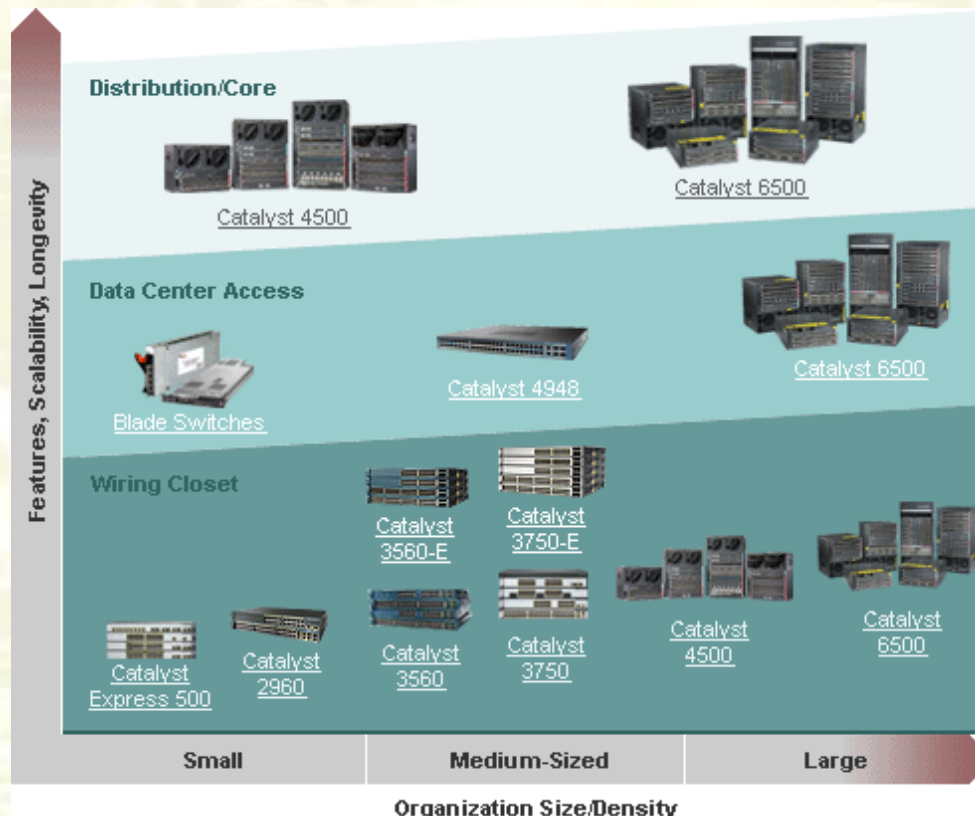 Distribution/Core
Catalyst 4500
Catalyst 6500
Data Center Access
Blade Switches
Catalyst 4948
Catalyst 6500
Wiring Closet
Catalyst
3560-E
Catalyst
3750-E
Catalyst
Express 500
Catalyst
2960
Catalyst
3560
Catalyst
3750
Catalyst
4500
Catalyst
6500
Features, Scalability, Longevity
Small
Medium-Sized
Large
Organization Size/Density